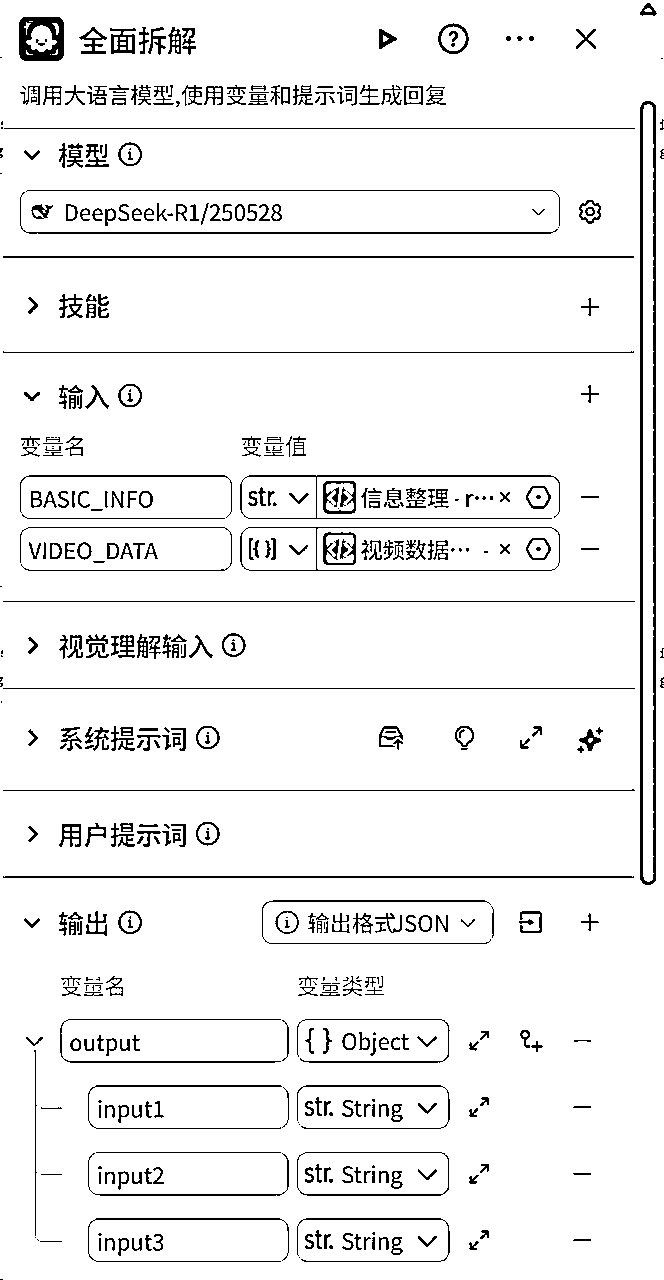 全面拆解
调用大语言模型,使用变量和提示词生成回复
模型
DeepSeek-R1/250528
技能
输入
变量名 变量值
BASIC_INFO str. 信息整理 - r...
VIDEO_DATA [{}] 视频数据... -
视觉理解输入
系统提示词
用户提示词
输出 输出格式JSON
变量名 变量类型
output { } Object
input1 str. String
input2 str. String
input3 str. String